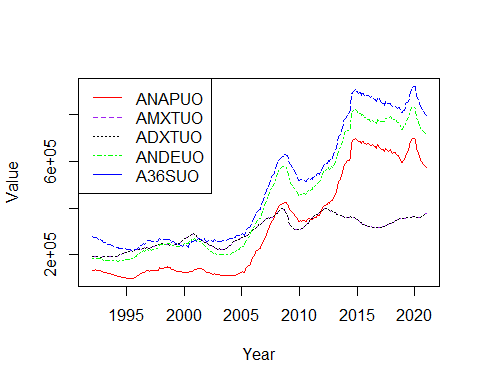 ANAPUO
AMXTUO
ADXTUO
ANDEUO
A36SUO
Value
6e+05
2e+05
1995 2000 2005 2010 2015 2020
Year